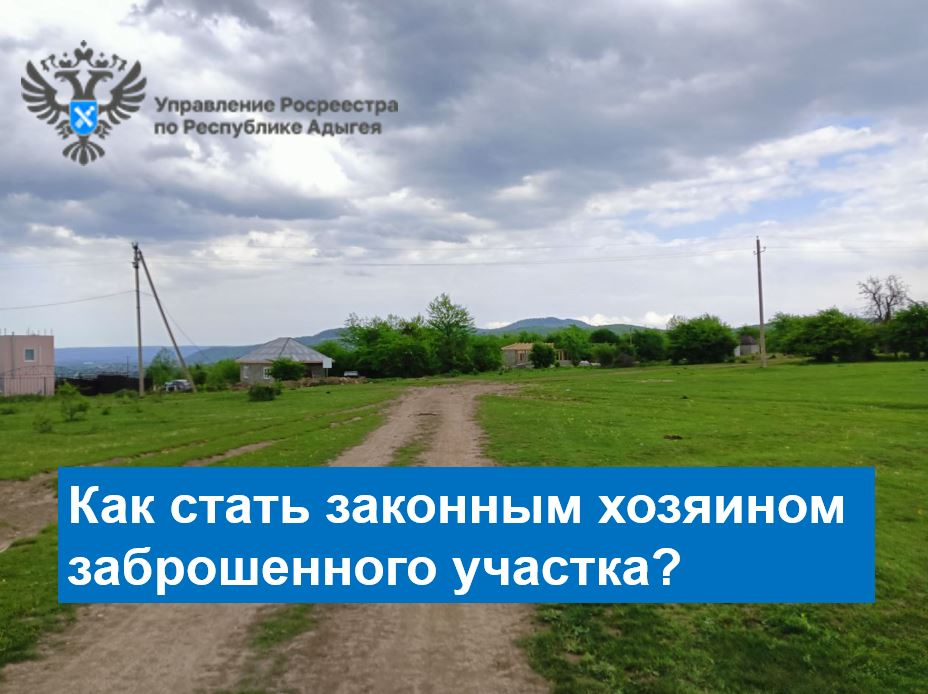 Управление Росреестра
по Республике Адыгея
Как стать законным хозяином
заброшенного участка?